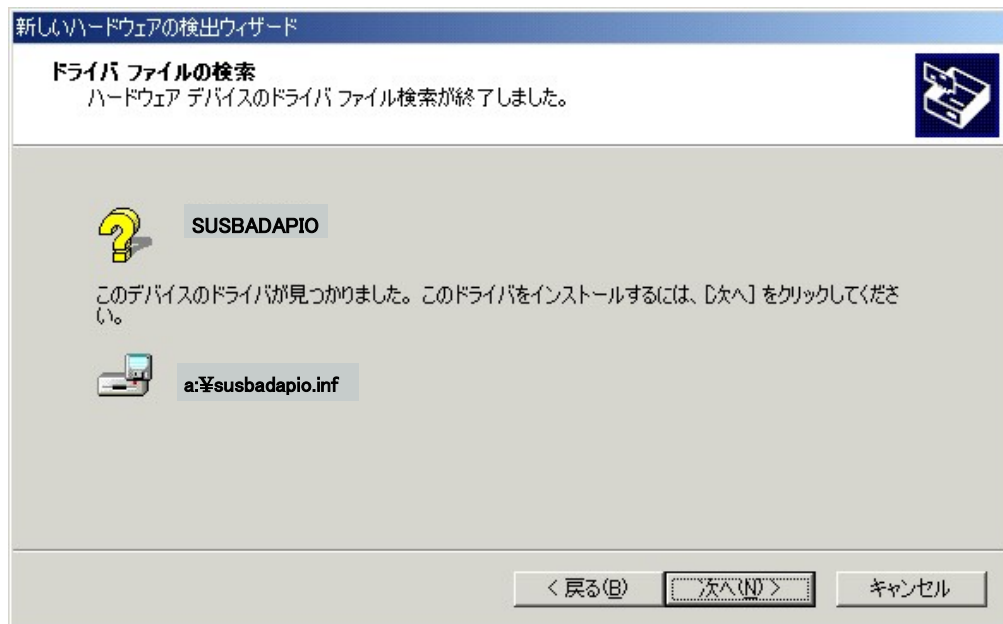 新しいハードウェアの検出ウィザード
ドライバ ファイルの検索
ハードウェア デバイスのドライバ ファイル検索が終了しました。
SUSBADAPIO
このデバイスのドライバが見つかりました。このドライバをインストールするには、[次へ] をクリックしてくださ
い。
a:¥susbadapio.inf
< 戻る(B)
次へ(N) >
キャンセル